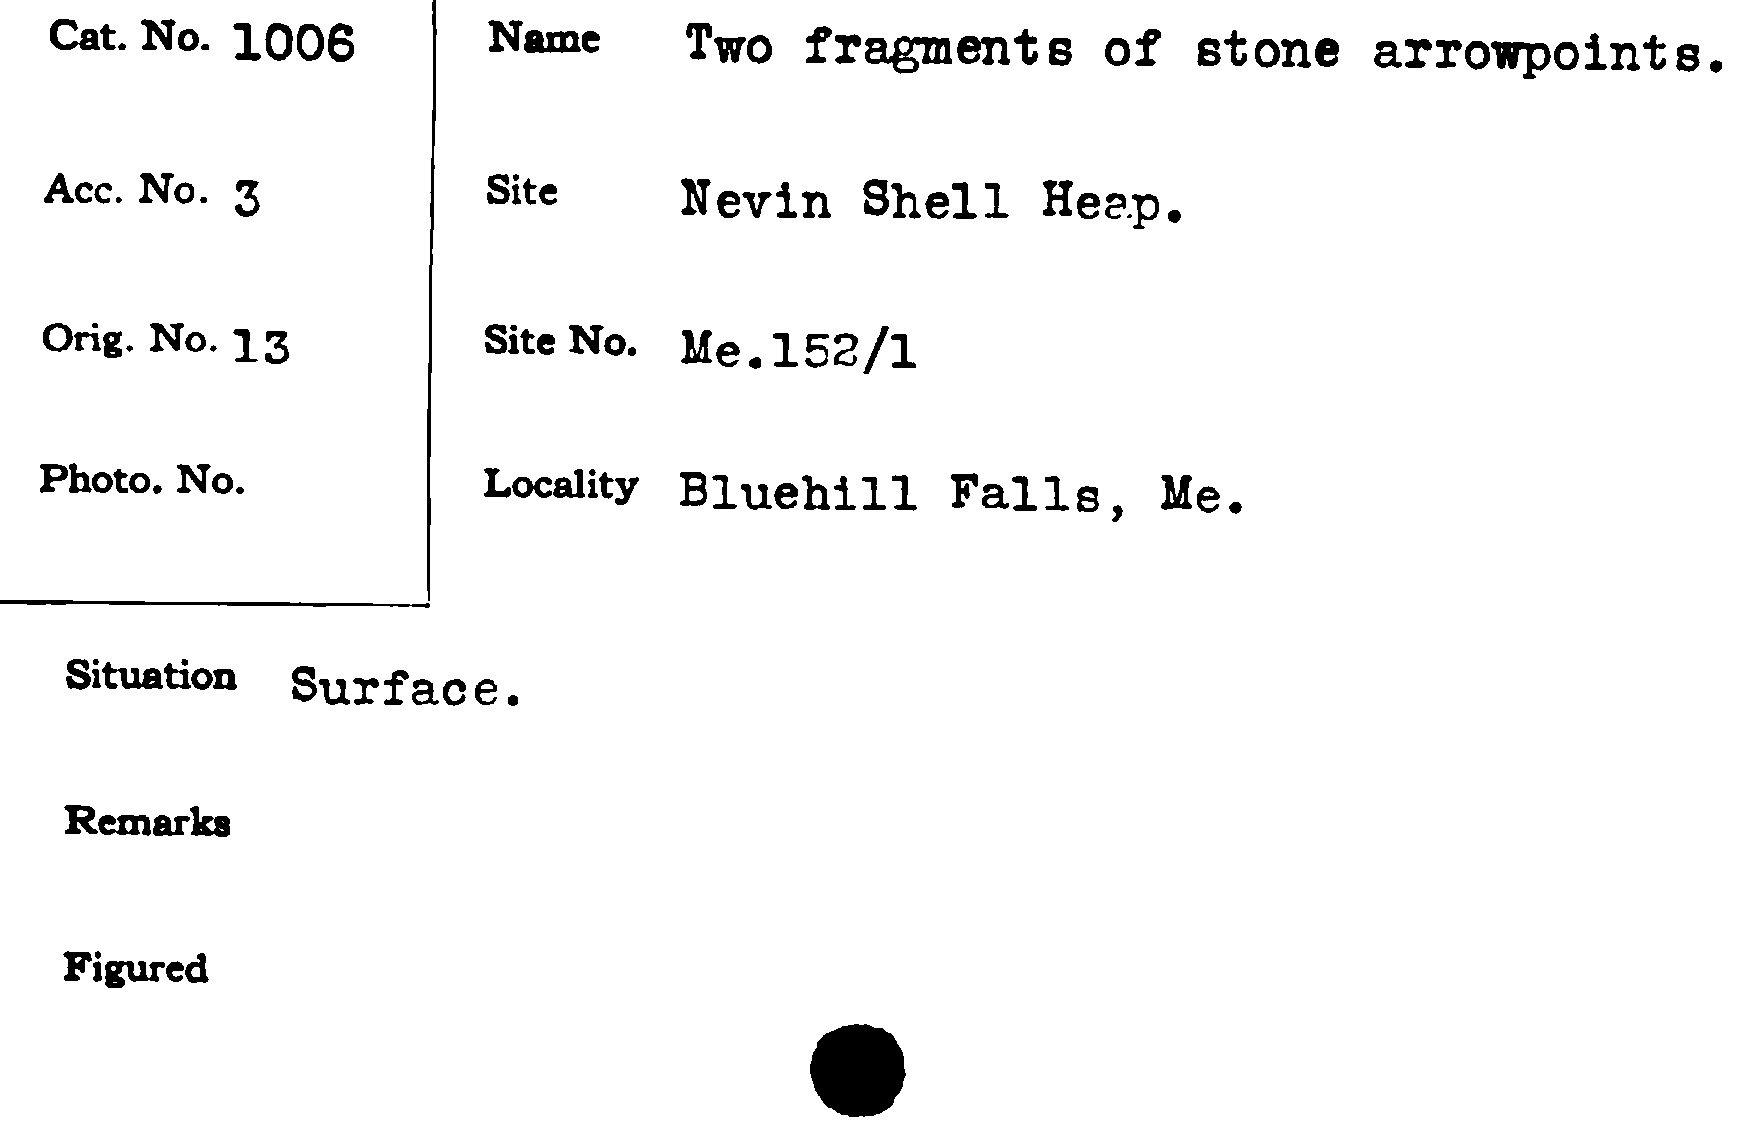 Cat. No. 1006
Name Two fragments of stone arrowpoints.
Acc. No. 3
Site Nevin Shell Heap.
Orig. No. 13
Site No. Me.152/1
Photo. No.
Locality Bluehill Falls, Me.
Situation Surface.
Remarks
Figured